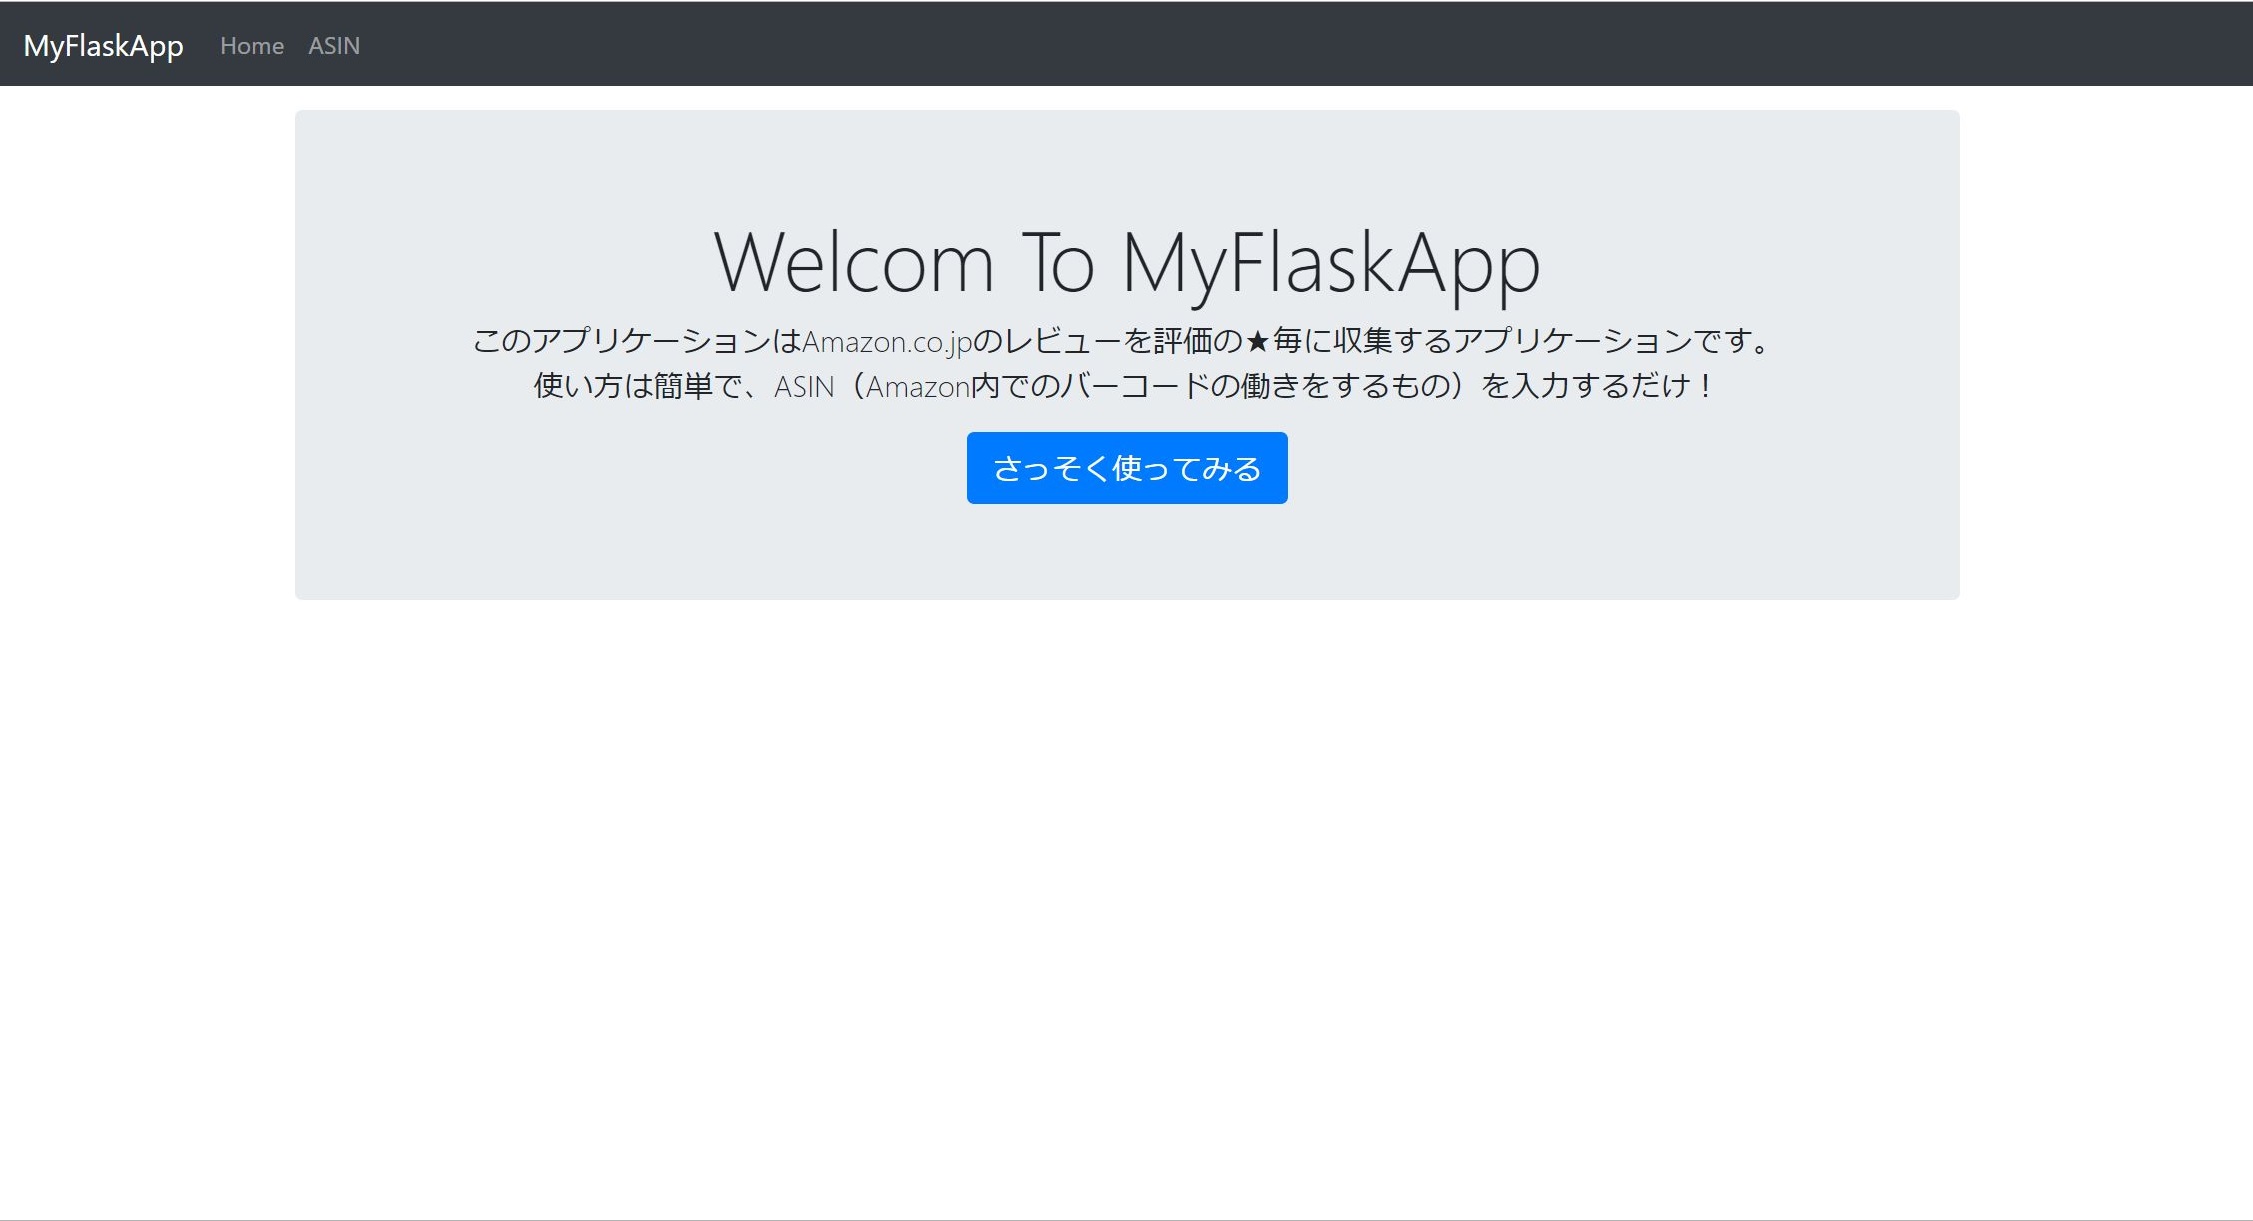 MyFlaskApp Home ASIN
Welcom To MyFlaskApp
このアプリケーションはAmazon.co.jpのレビューを評価の★毎に収集するアプリケーションです。
使い方は簡単で、ASIN（Amazon内でのバーコードの働きをするもの）を入力するだけ！
さっそく使ってみる